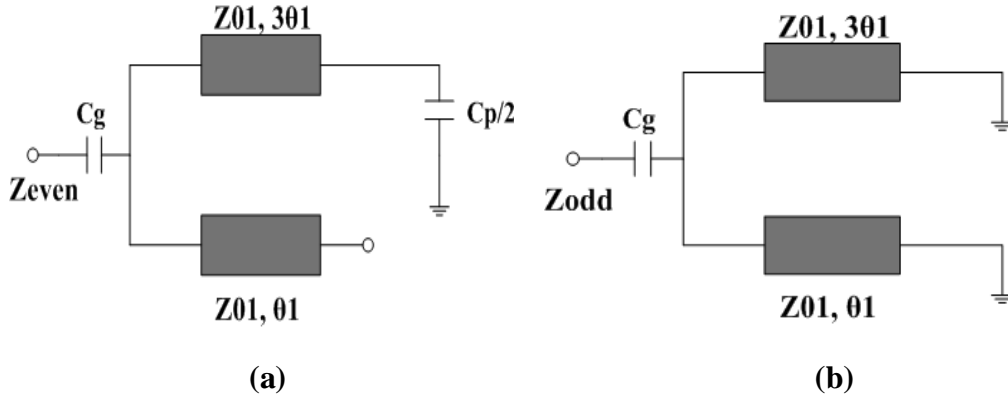 Z01, 3θ1
Cg
Cp/2
Zeven
Z01, θ1
(a)
Z01, 3θ1
Cg
Zodd
Z01, θ1
(b)